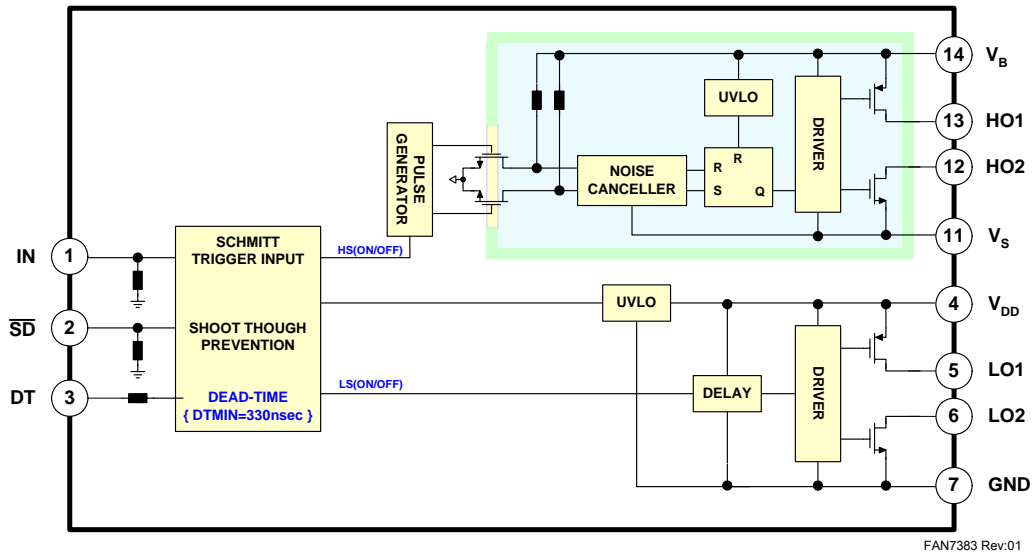 14
V_B
UVLO
13
HO1
DRIVER
PULSE GENERATOR
R
12
HO2
NOISE
CANCELLER
R
S
Q
IN
1
SCHMITT
TRIGGER INPUT
HS(ON/OFF)
11
V_S
UVLO
4
V_DD
SD
2
SHOOT THOUGH
PREVENTION
DRIVER
5
LO1
DT
3
DEAD-TIME
{ DTMIN=330nsec }
LS(ON/OFF)
DELAY
6
LO2
7
GND
FAN7383 Rev:01